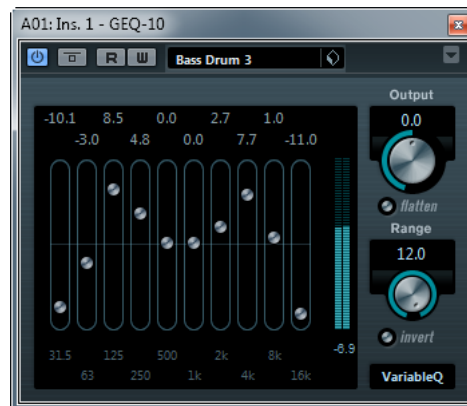 A01: Ins. 1 - GEQ-10
R W Bass Drum 3
Output
0.0
flatten
Range
12.0
invert
VariableQ
-10.1 8.5 0.0 2.7 1.0
-3.0 4.8 0.0 7.7 -11.0
31.5 125 500 2k 8k
63 250 1k 4k 16k
-6.9